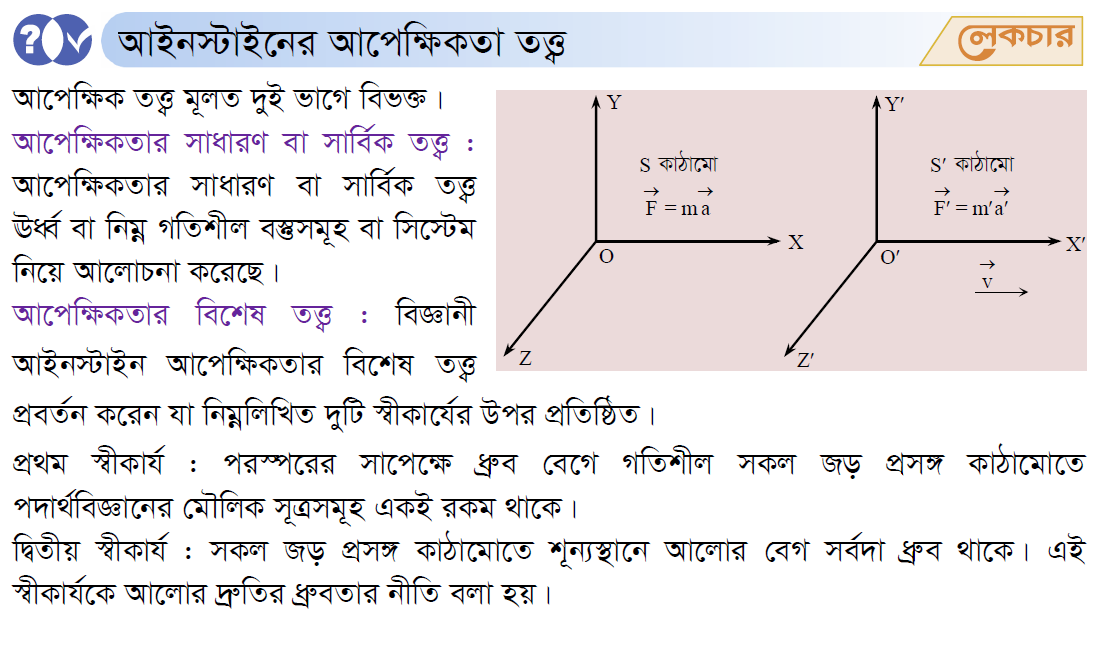 আইনস্টাইনের আপেক্ষিকতা তত্ত্ব
লেকচার
আপেক্ষিক তত্ত্ব মূলত দুই ভাগে বিভক্ত।
আপেক্ষিকতার সাধারণ বা সার্বিক তত্ত্ব :
আপেক্ষিকতার সাধারণ বা সার্বিক তত্ত্ব
ঊর্ধ্ব বা নিম্ন গতিশীল বস্তুসমূহ বা সিস্টেম
নিয়ে আলোচনা করেছে।
আপেক্ষিকতার বিশেষ তত্ত্ব : বিজ্ঞানী
আইনস্টাইন আপেক্ষিকতার বিশেষ তত্ত্ব
প্রবর্তন করেন যা নিম্নলিখিত দুটি স্বীকার্যের উপর প্রতিষ্ঠিত।
Y
S কাঠামো
F = m a
X
O
Z
Y′
S′ কাঠামো
F′ = m′a′
X′
O′
v
Z′
প্রথম স্বীকার্য : পরস্পরের সাপেক্ষে ধ্রুব বেগে গতিশীল সকল জড় প্রসঙ্গ কাঠামোতে
পদার্থবিজ্ঞানের মৌলিক সূত্রসমূহ একই রকম থাকে।
দ্বিতীয় স্বীকার্য : সকল জড় প্রসঙ্গ কাঠামোতে শূন্যস্থানে আলোর বেগ সর্বদা ধ্রুব থাকে। এই
স্বীকার্যকে আলোর দ্রুতির ধ্রুবতার নীতি বলা হয়।